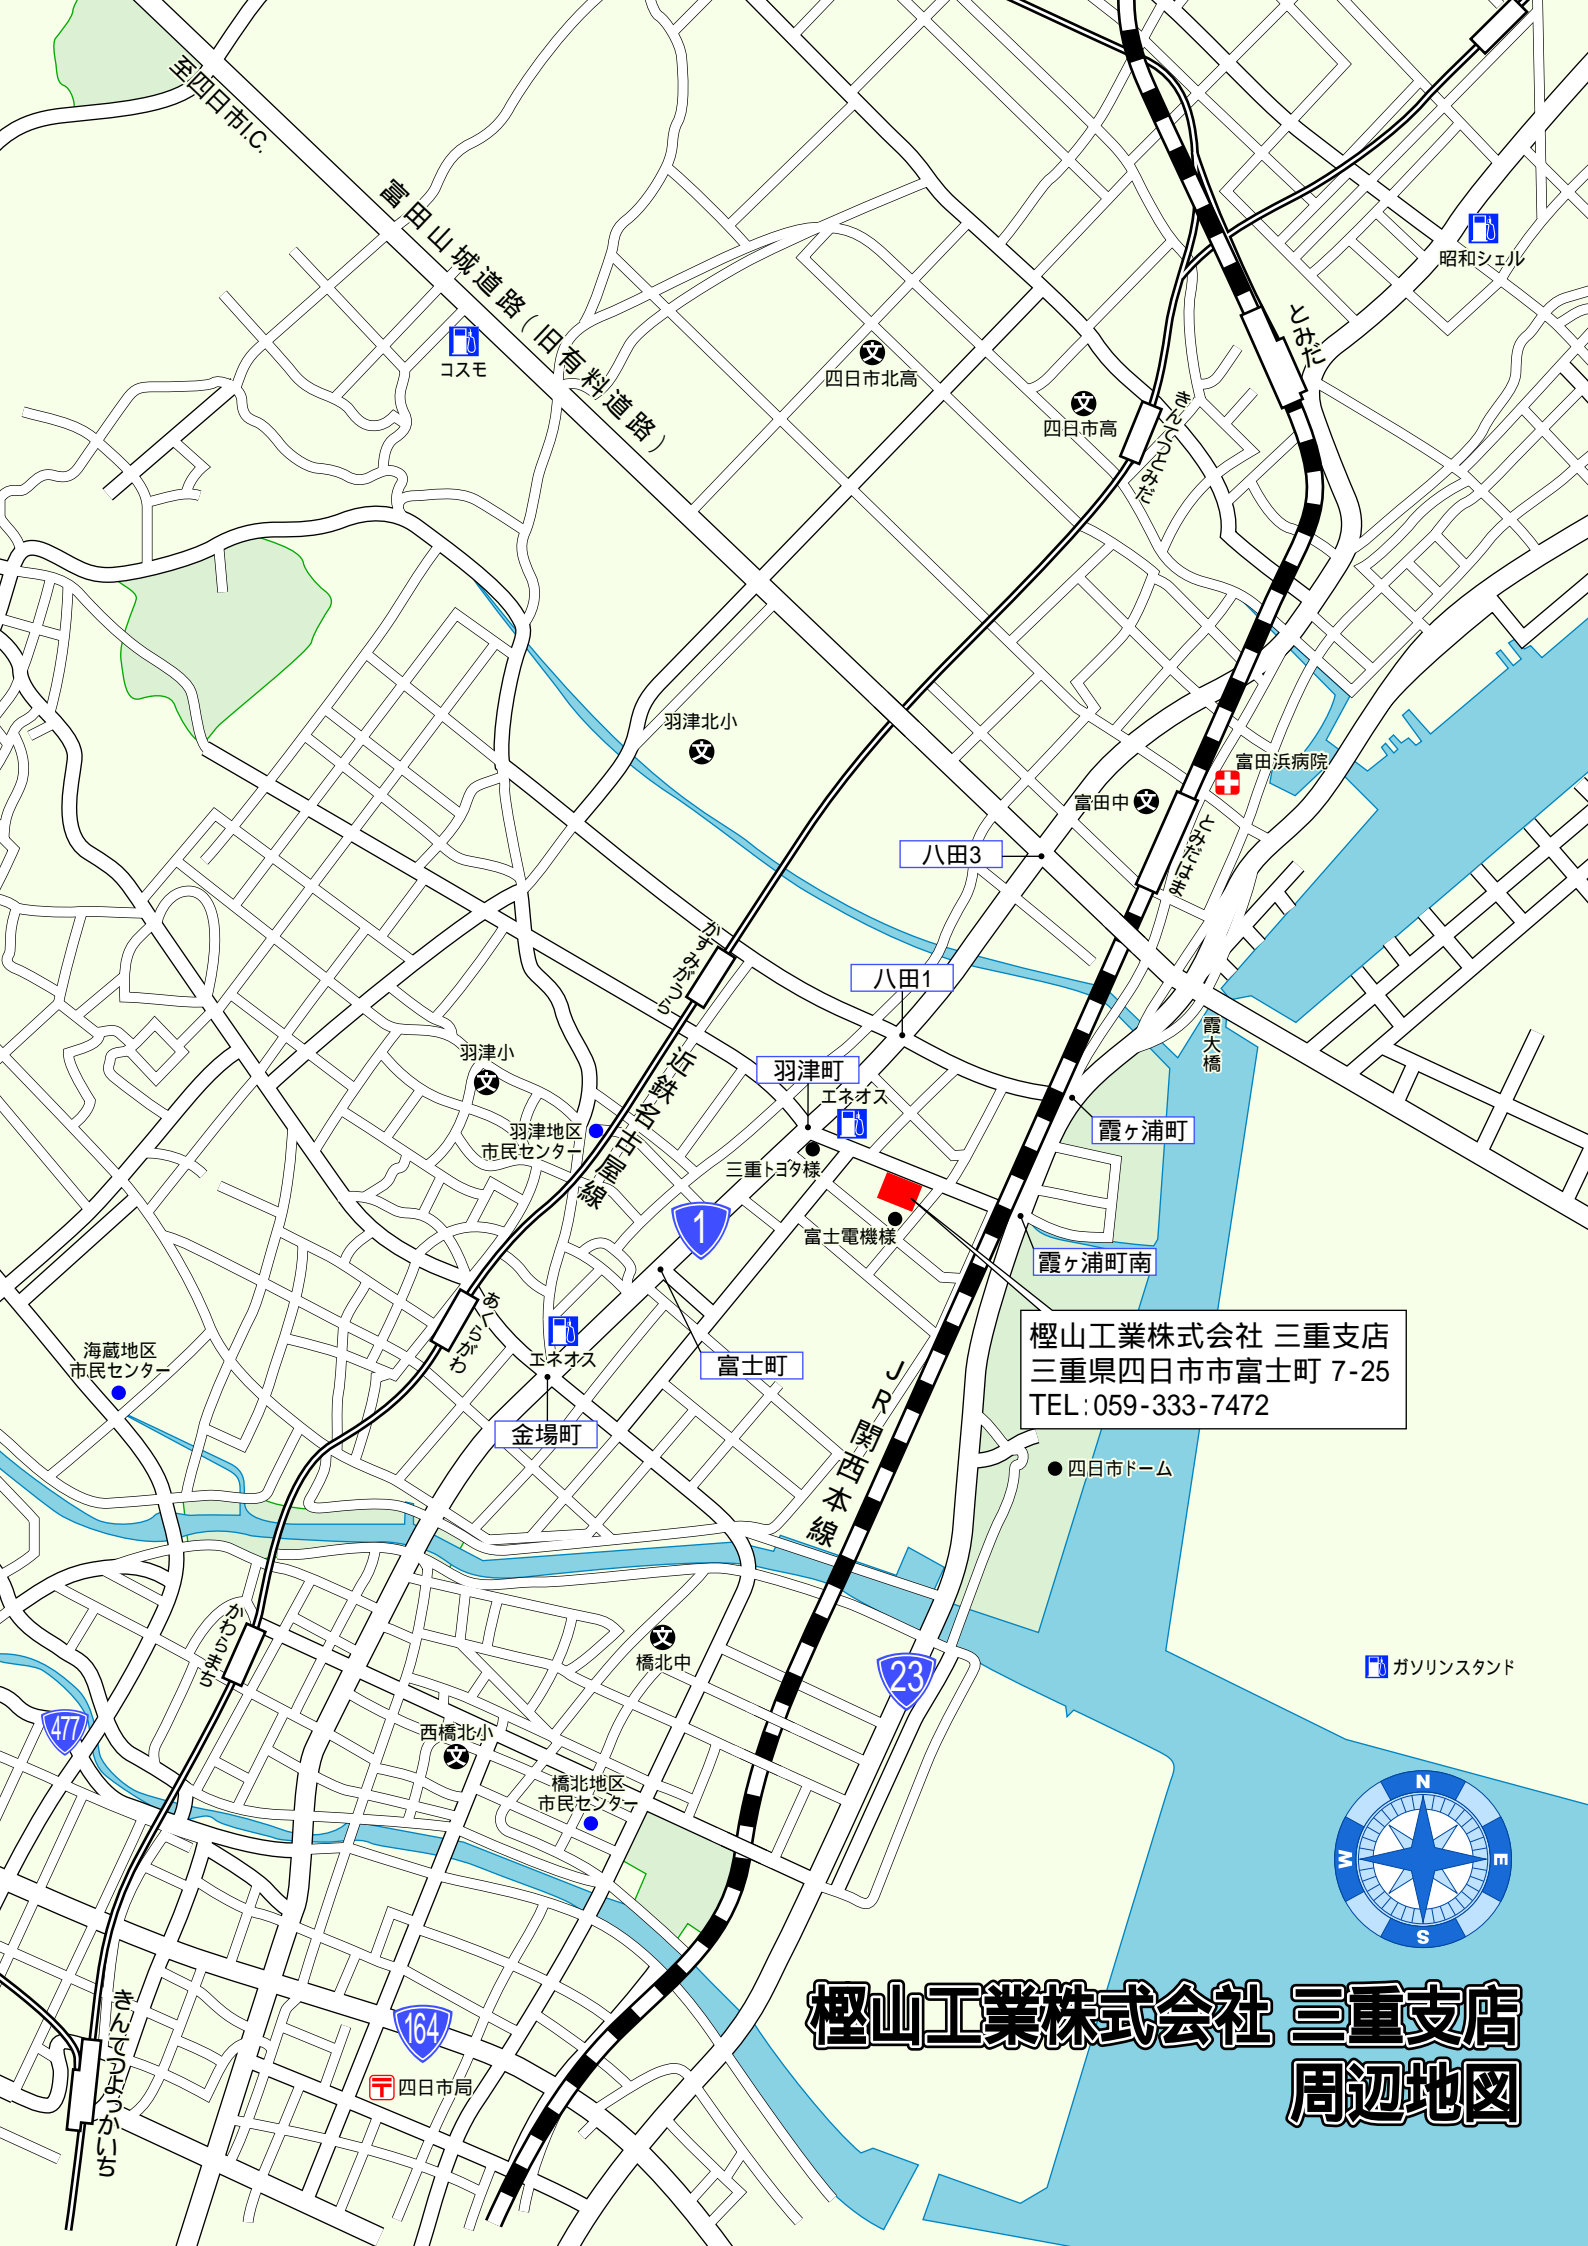 至四日市I.C.
富田山城道路（旧有料道路）
コスモ
昭和シェル
とみだ
四日市北高
四日市高
きんてつとみだ
羽津北小
富田浜病院
富田中
とみだはま
八田3
かすみがうら
八田1
霞大橋
羽津小
近鉄名古屋線
羽津町
エネオス
羽津地区
市民センター
霞ヶ浦町
三重トヨタ様
1
富士電機様
霞ヶ浦町南
あくらがわ
エネオス
海蔵地区
市民センター
富士町
樫山工業株式会社 三重支店
三重県四日市市富士町 7-25
TEL:059-333-7472
金場町
JR関西本線
四日市ドーム
かわらまち
橋北中
23
ガソリンスタンド
477
西橋北小
橋北地区
市民センター
N
W
E
S
きんてつよっかいち
164
四日市局
樫山工業株式会社 三重支店
周辺地図